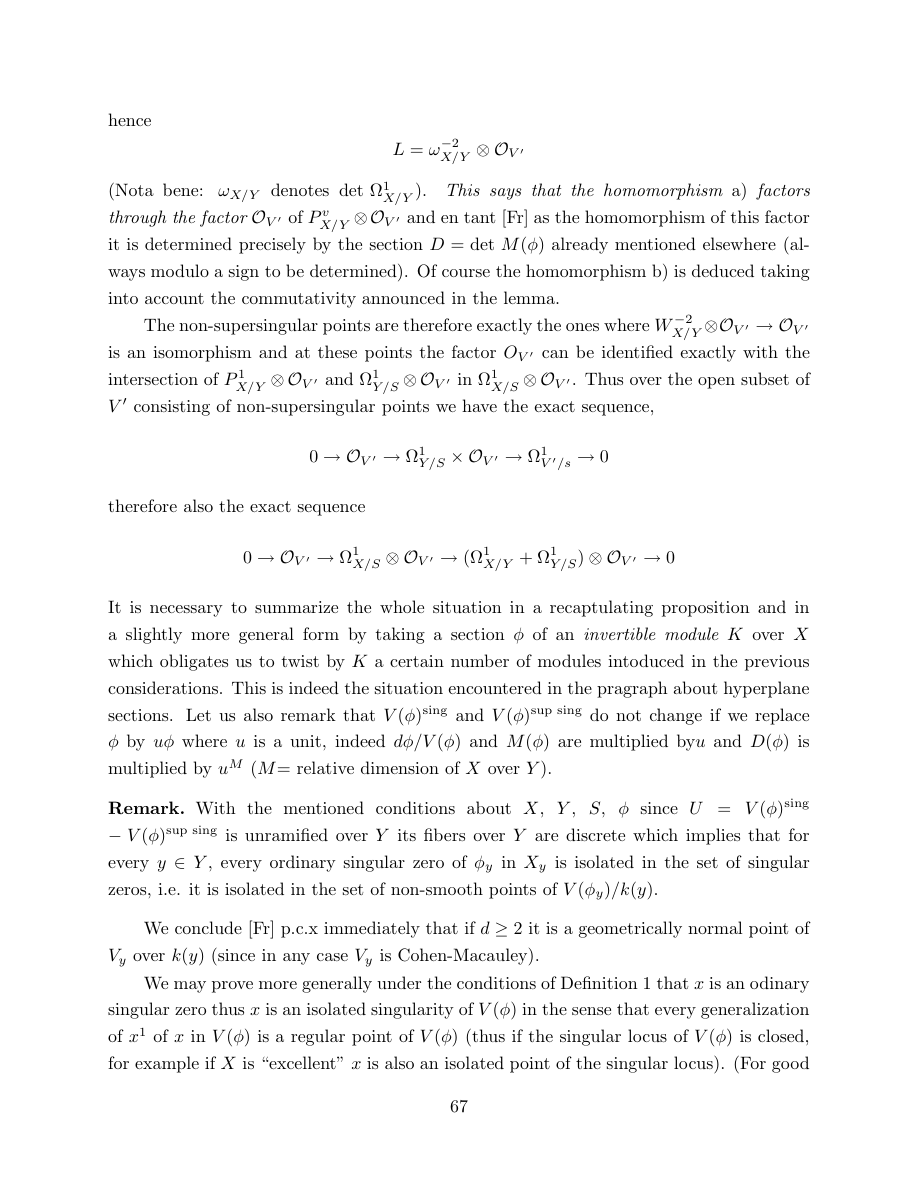 hence
L = ω_{X/Y}^{-2} ⊗ 𝒪_{V′}
(Nota bene: ω_{X/Y} denotes det Ω^1_{X/Y}). This says that the homomorphism a) factors
through the factor 𝒪_{V′} of P^v_{X/Y} ⊗ 𝒪_{V′} and en tant [Fr] as the homomorphism of this factor
it is determined precisely by the section D = det M(ϕ) already mentioned elsewhere (al-
ways modulo a sign to be determined). Of course the homomorphism b) is deduced taking
into account the commutativity announced in the lemma.
The non-supersingular points are therefore exactly the ones where W^{-2}_{X/Y} ⊗ 𝒪_{V′} → 𝒪_{V′}
is an isomorphism and at these points the factor O_{V′} can be identified exactly with the
intersection of P^1_{X/Y} ⊗ 𝒪_{V′} and Ω^1_{Y/S} ⊗ 𝒪_{V′} in Ω^1_{X/S} ⊗ 𝒪_{V′}. Thus over the open subset of
V′ consisting of non-supersingular points we have the exact sequence,
0 → 𝒪_{V′} → Ω^1_{Y/S} × 𝒪_{V′} → Ω^1_{V′/s} → 0
therefore also the exact sequence
0 → 𝒪_{V′} → Ω^1_{X/S} ⊗ 𝒪_{V′} → (Ω^1_{X/Y} + Ω^1_{Y/S}) ⊗ 𝒪_{V′} → 0
It is necessary to summarize the whole situation in a recaptulating proposition and in
a slightly more general form by taking a section ϕ of an invertible module K over X
which obligates us to twist by K a certain number of modules intoduced in the previous
considerations. This is indeed the situation encountered in the pragraph about hyperplane
sections. Let us also remark that V(ϕ)^{sing} and V(ϕ)^{sup sing} do not change if we replace
ϕ by uϕ where u is a unit, indeed dϕ/V(ϕ) and M(ϕ) are multiplied byu and D(ϕ) is
multiplied by u^M (M= relative dimension of X over Y).
Remark. With the mentioned conditions about X, Y, S, ϕ since U = V(ϕ)^{sing}
− V(ϕ)^{sup sing} is unramified over Y its fibers over Y are discrete which implies that for
every y ∈ Y, every ordinary singular zero of ϕ_y in X_y is isolated in the set of singular
zeros, i.e. it is isolated in the set of non-smooth points of V(ϕ_y)/k(y).
We conclude [Fr] p.c.x immediately that if d ≥ 2 it is a geometrically normal point of
V_y over k(y) (since in any case V_y is Cohen-Macauley).
We may prove more generally under the conditions of Definition 1 that x is an odinary
singular zero thus x is an isolated singularity of V(ϕ) in the sense that every generalization
of x^1 of x in V(ϕ) is a regular point of V(ϕ) (thus if the singular locus of V(ϕ) is closed,
for example if X is “excellent” x is also an isolated point of the singular locus). (For good
67